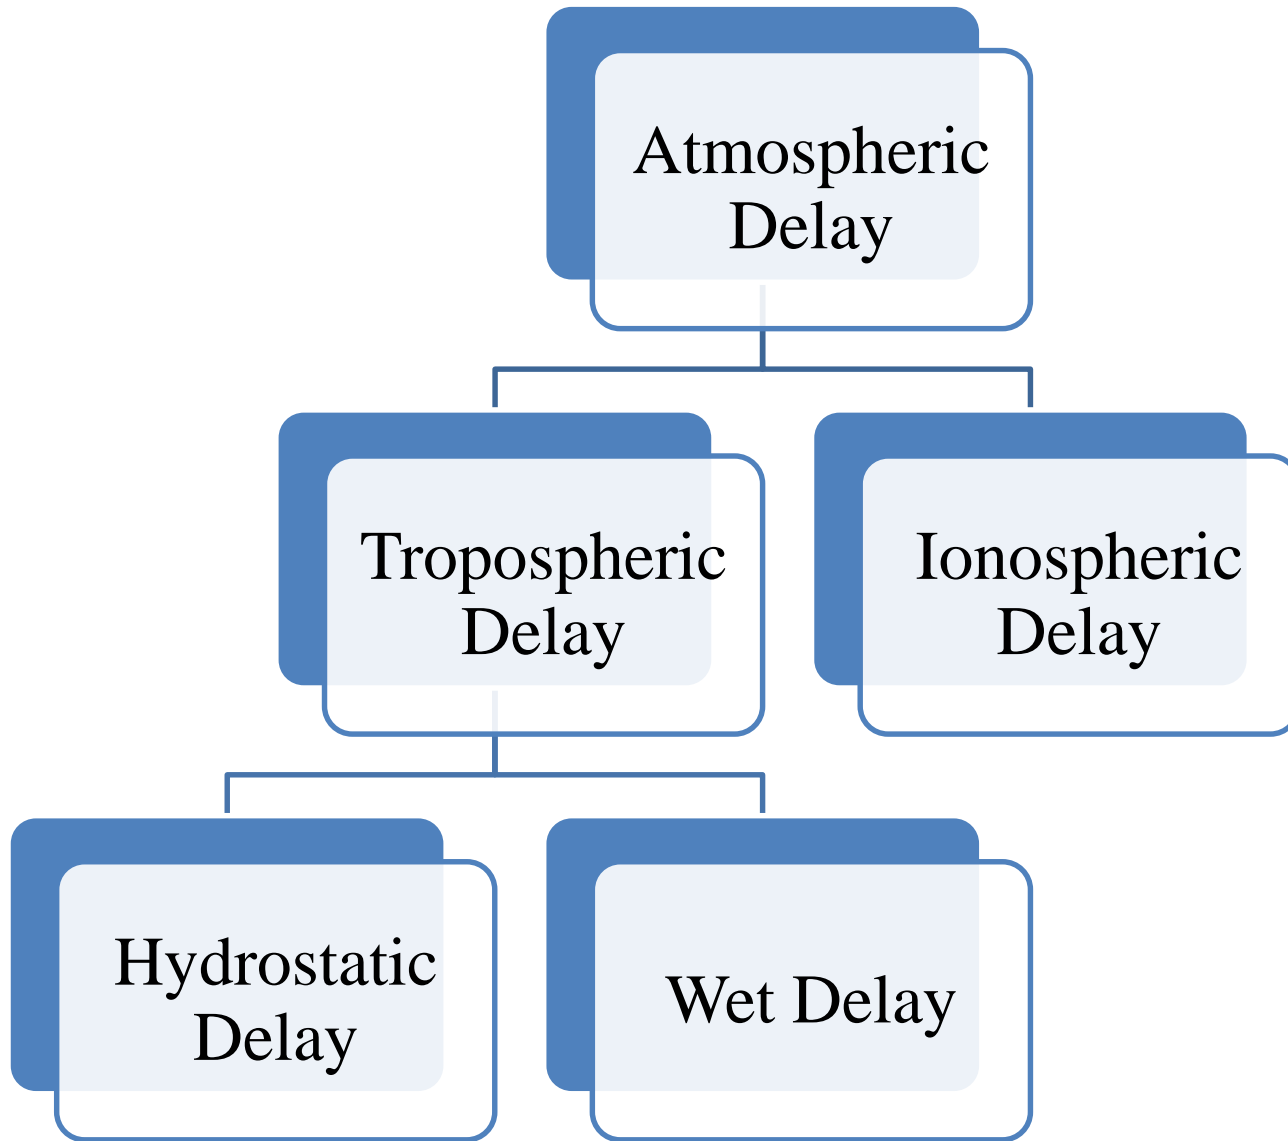 Atmospheric
Delay
Tropospheric
Delay
Ionospheric
Delay
Hydrostatic
Delay
Wet Delay